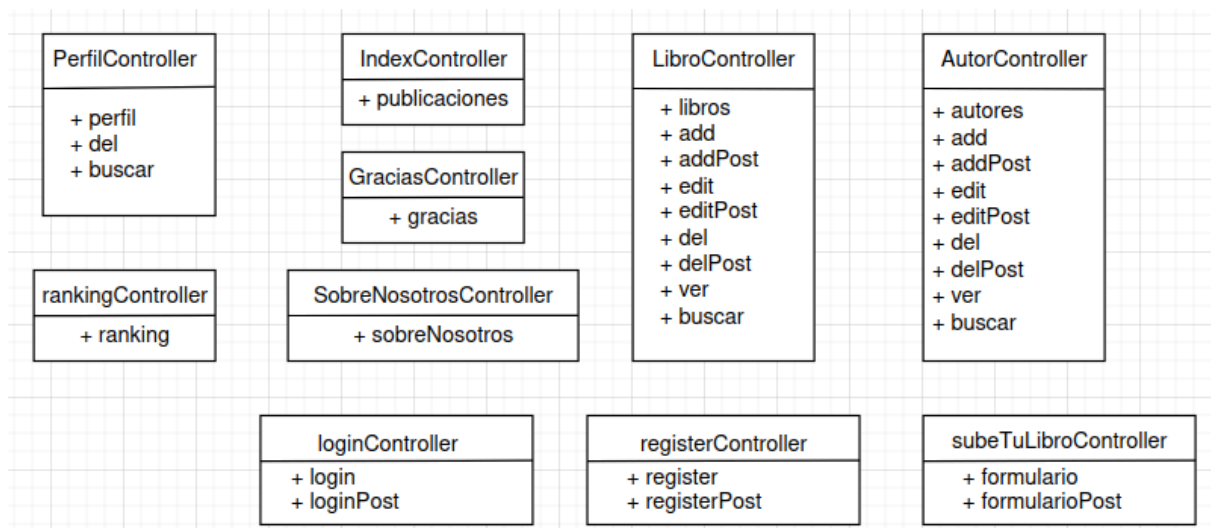 PerfilController
+ perfil
+ del
+ buscar
IndexController
+ publicaciones
GraciasController
+ gracias
LibroController
+ libros
+ add
+ addPost
+ edit
+ editPost
+ del
+ delPost
+ ver
+ buscar
AutorController
+ autores
+ add
+ addPost
+ edit
+ editPost
+ del
+ delPost
+ ver
+ buscar
rankingController
+ ranking
SobreNosotrosController
+ sobreNosotros
loginController
+ login
+ loginPost
registerController
+ register
+ registerPost
subeTuLibroController
+ formulario
+ formularioPost